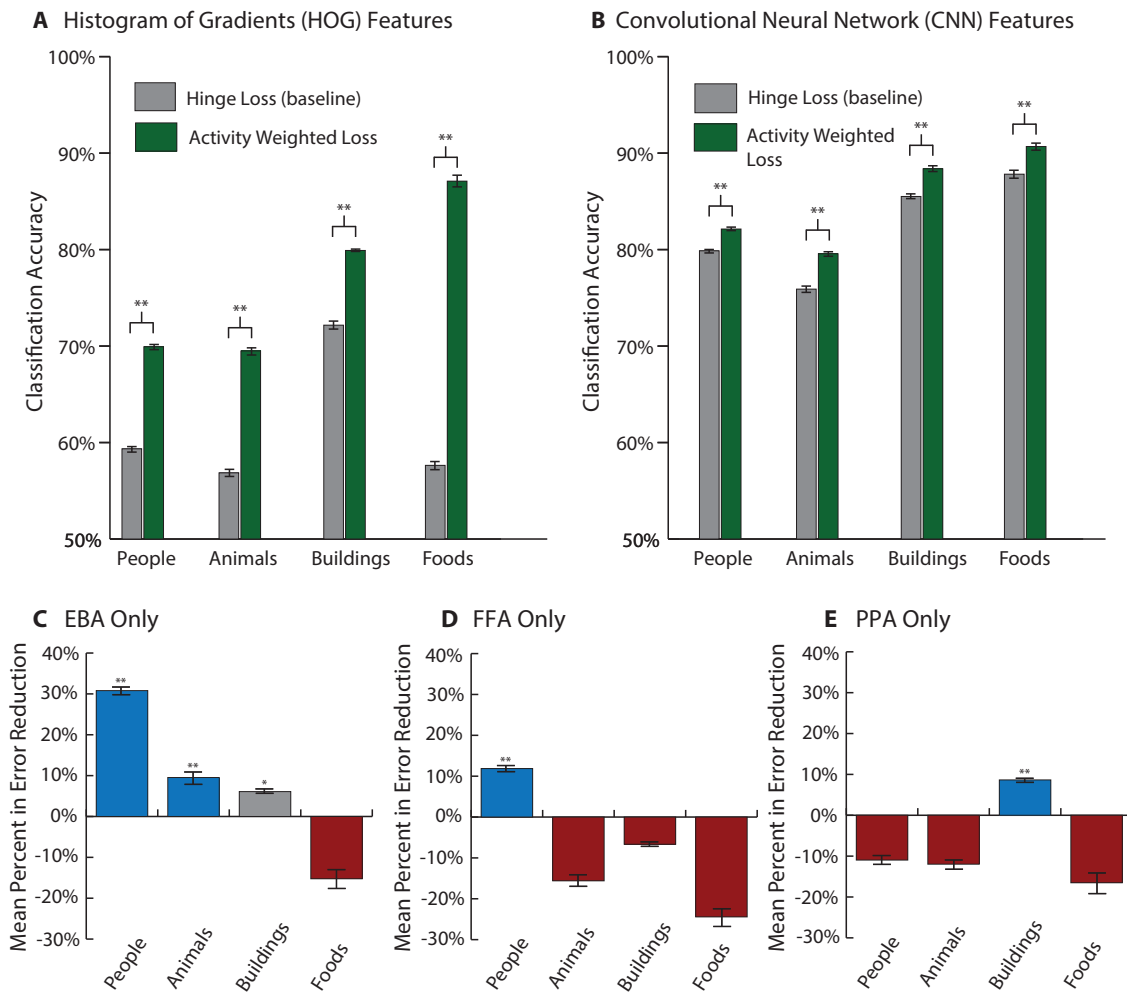 A Histogram of Gradients (HOG) Features
Classification Accuracy
100%
90%
80%
70%
60%
50%
Hinge Loss (baseline)
Activity Weighted Loss
**
**
**
**
People
Animals
Buildings
Foods
B Convolutional Neural Network (CNN) Features
Classification Accuracy
100%
90%
80%
70%
60%
50%
Hinge Loss (baseline)
Activity Weighted
Loss
**
**
**
**
People
Animals
Buildings
Foods
C EBA Only
Mean Percent in Error Reduction
40%
30%
20%
10%
0%
-10%
-20%
-30%
**
**
*
People
Animals
Buildings
Foods
D FFA Only
Mean Percent in Error Reduction
40%
30%
20%
10%
0%
-10%
-20%
-30%
**
People
Animals
Buildings
Foods
E PPA Only
Mean Percent in Error Reduction
40%
30%
20%
10%
0%
-10%
-20%
-30%
**
People
Animals
Buildings
Foods